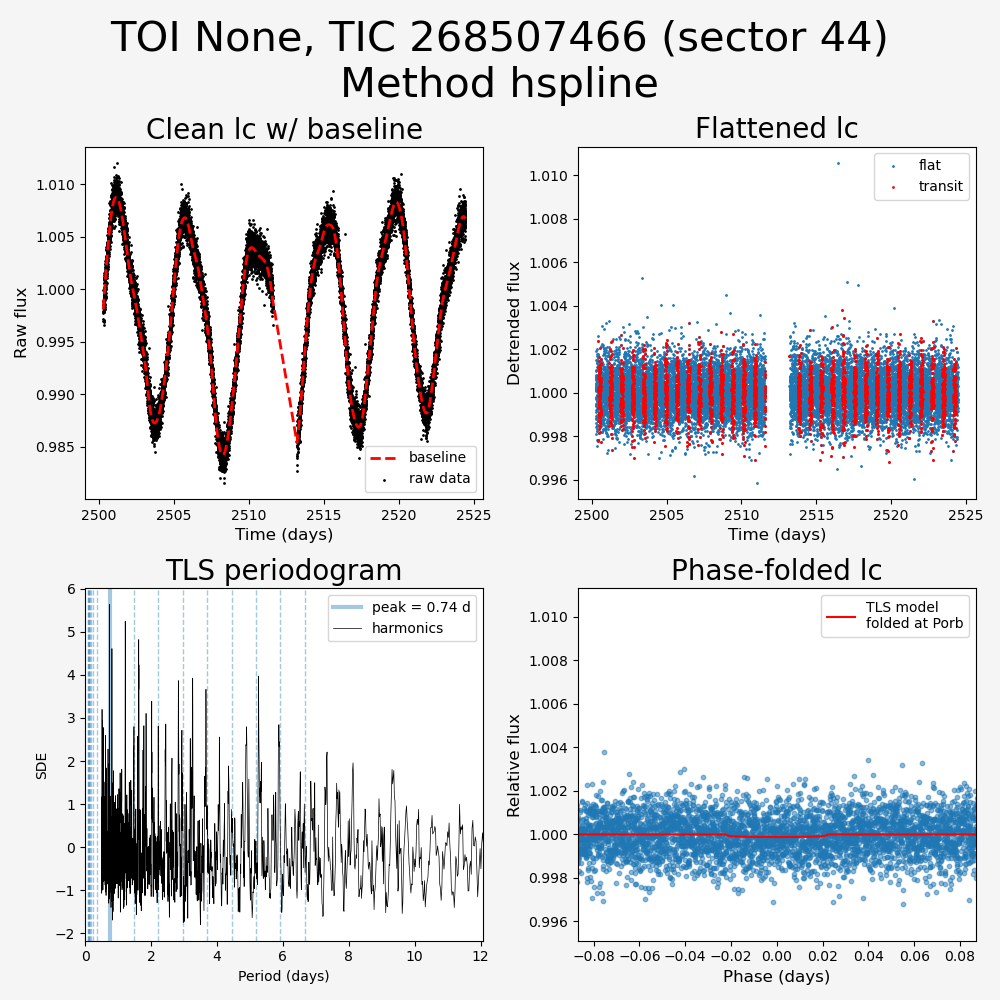 TOI None, TIC 268507466 (sector 44)
Method hspline
Clean lc w/ baseline
Raw flux
1.010
1.005
1.000
0.995
0.990
0.985
2500
2505
2510
2515
2520
2525
Time (days)
baseline
raw data
Flattened lc
Detrended flux
1.010
1.008
1.006
1.004
1.002
1.000
0.998
0.996
2500
2505
2510
2515
2520
2525
Time (days)
flat
transit
TLS periodogram
SDE
6
5
4
3
2
1
0
−1
−2
0
2
4
6
8
10
12
Period (days)
peak = 0.74 d
harmonics
Phase-folded lc
Relative flux
1.010
1.008
1.006
1.004
1.002
1.000
0.998
0.996
−0.08
−0.06
−0.04
−0.02
0.00
0.02
0.04
0.06
0.08
Phase (days)
TLS model
folded at Porb